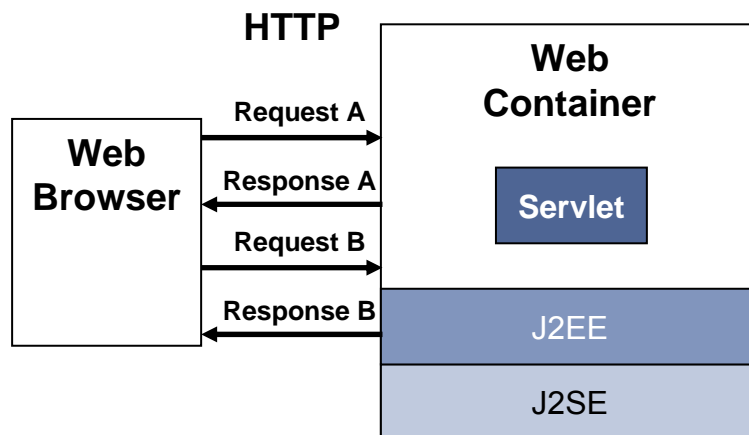 HTTP
Web
Container
Request A
Web
Browser
Response A
Servlet
Request B
Response B
J2EE
J2SE